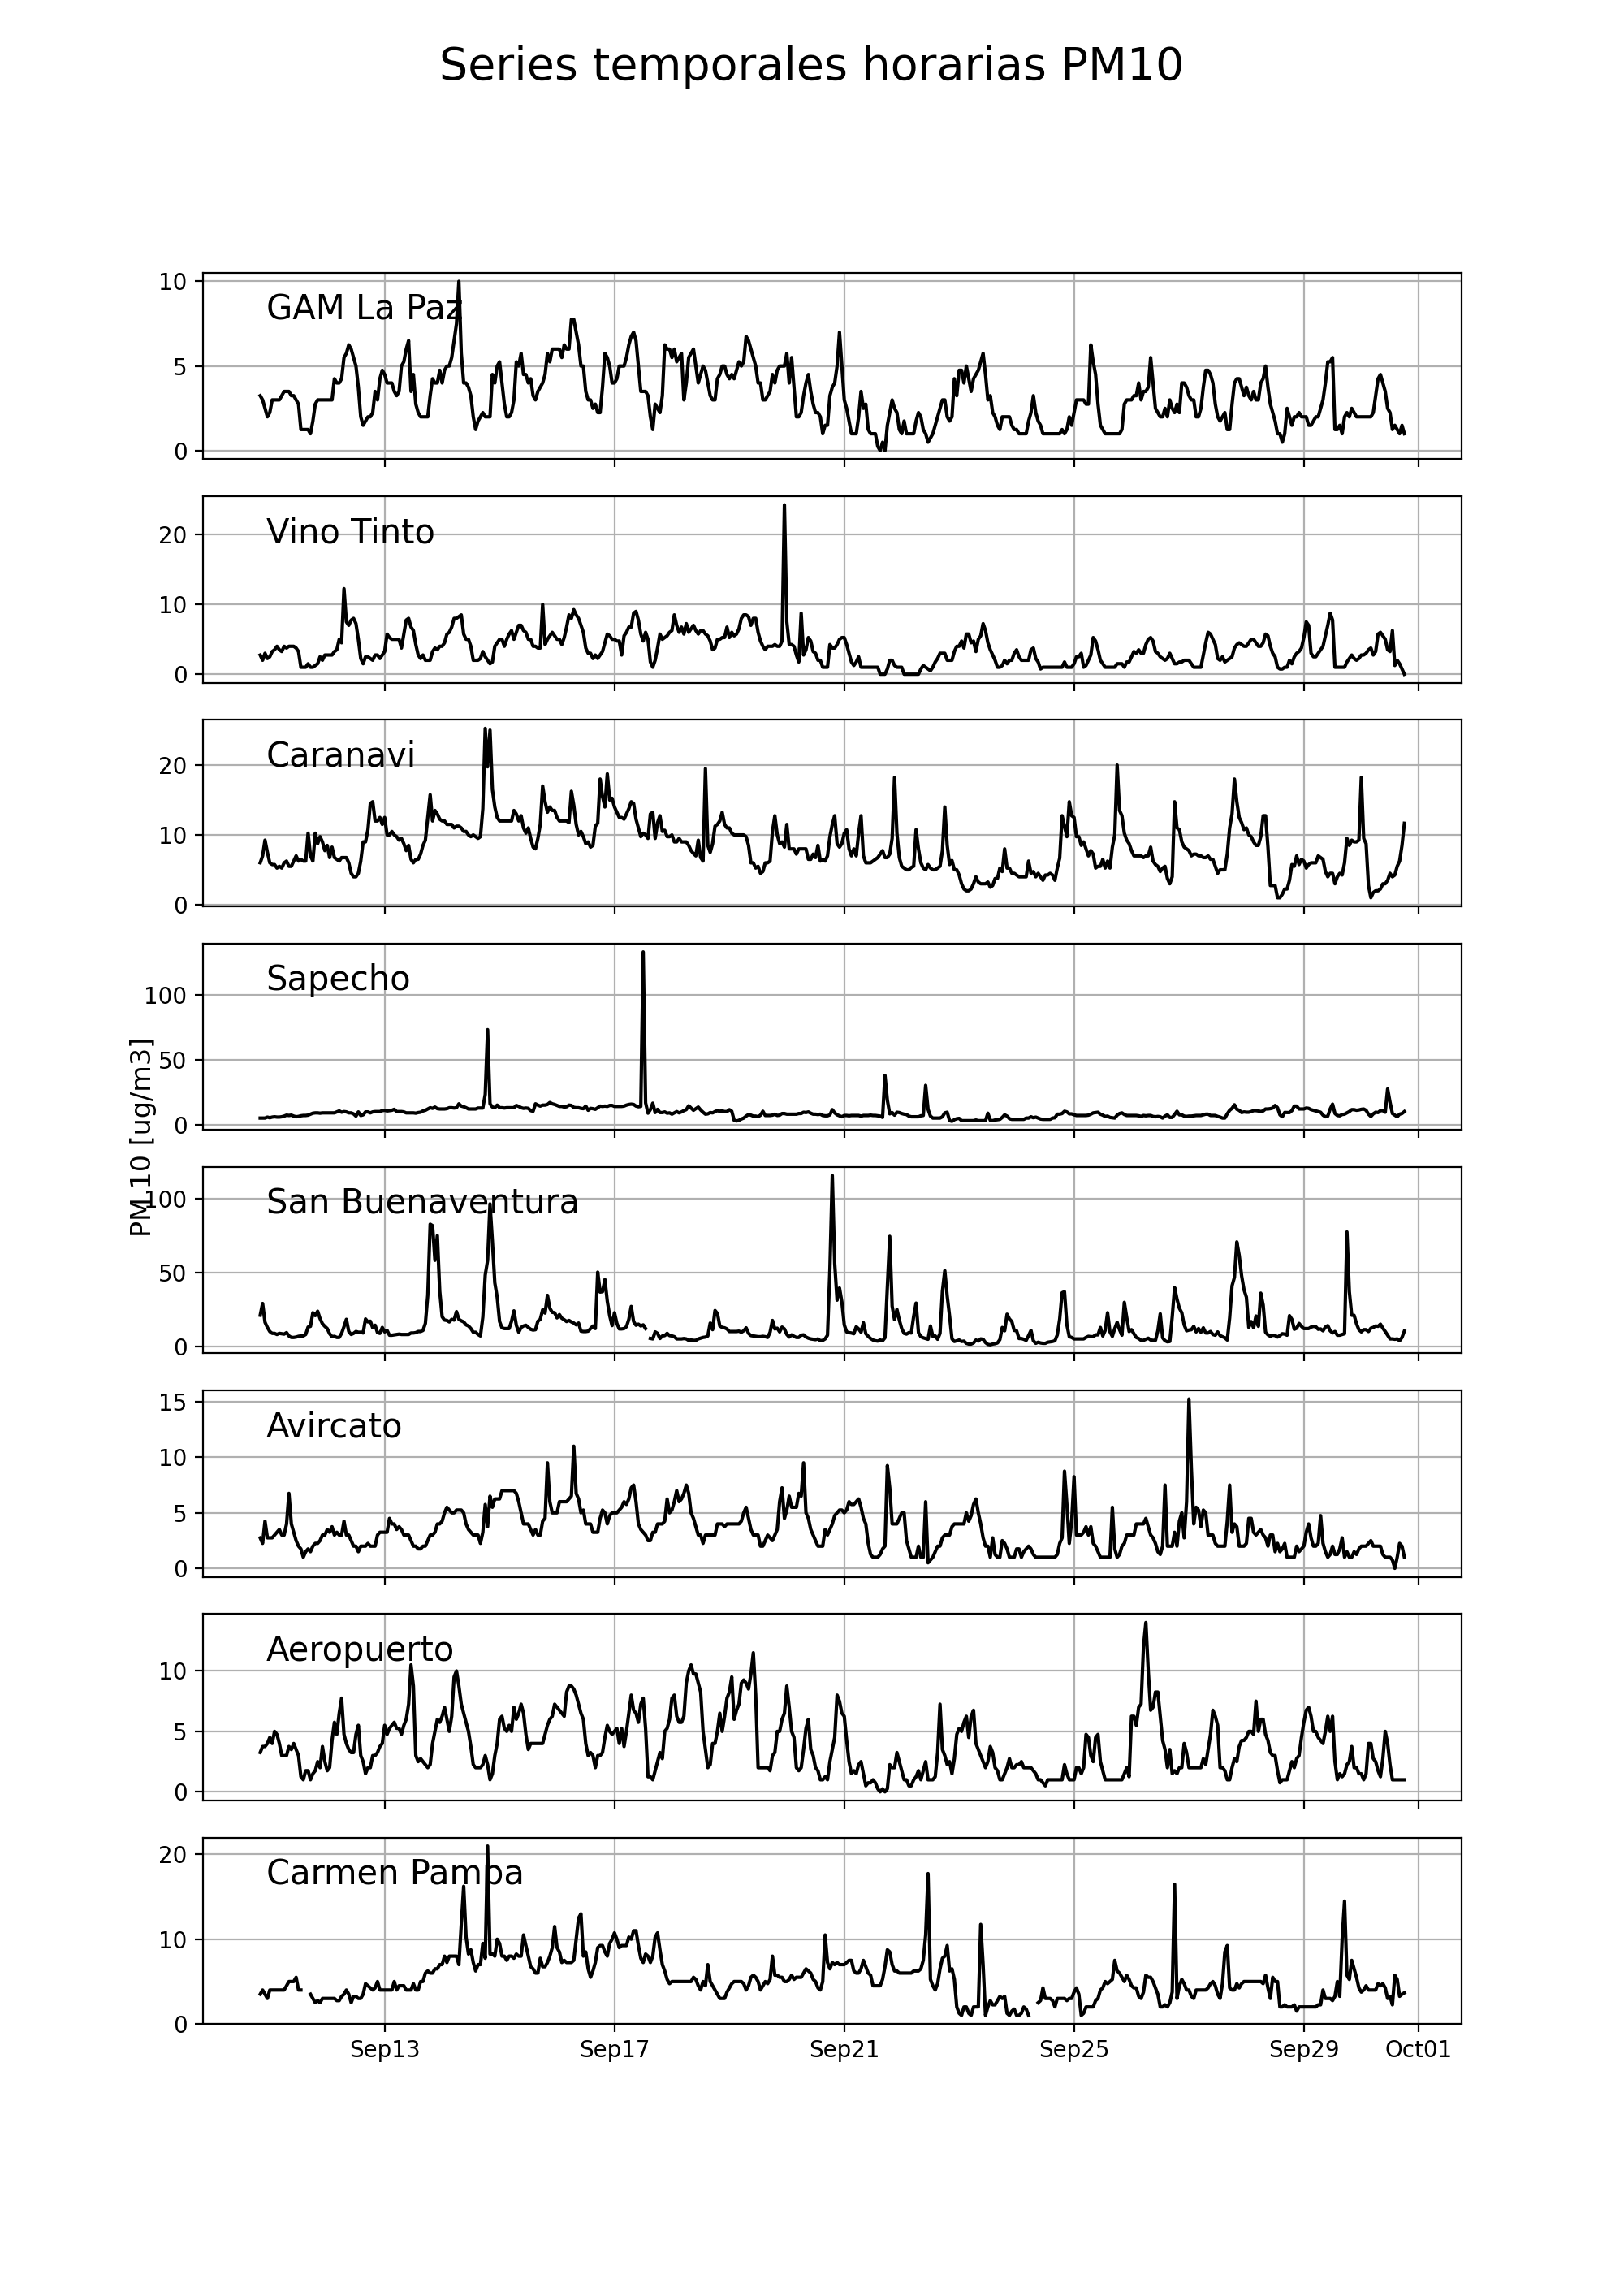 Series temporales horarias PM10
GAM La Paz
10
5
0
Vino Tinto
20
10
0
Caranavi
20
10
0
Sapecho
100
50
0
PM 10 [ug/m3]
San Buenaventura
100
50
0
Avircato
15
10
5
0
Aeropuerto
10
5
0
Carmen Pampa
20
10
0
Sep13 Sep17 Sep21 Sep25 Sep29 Oct01